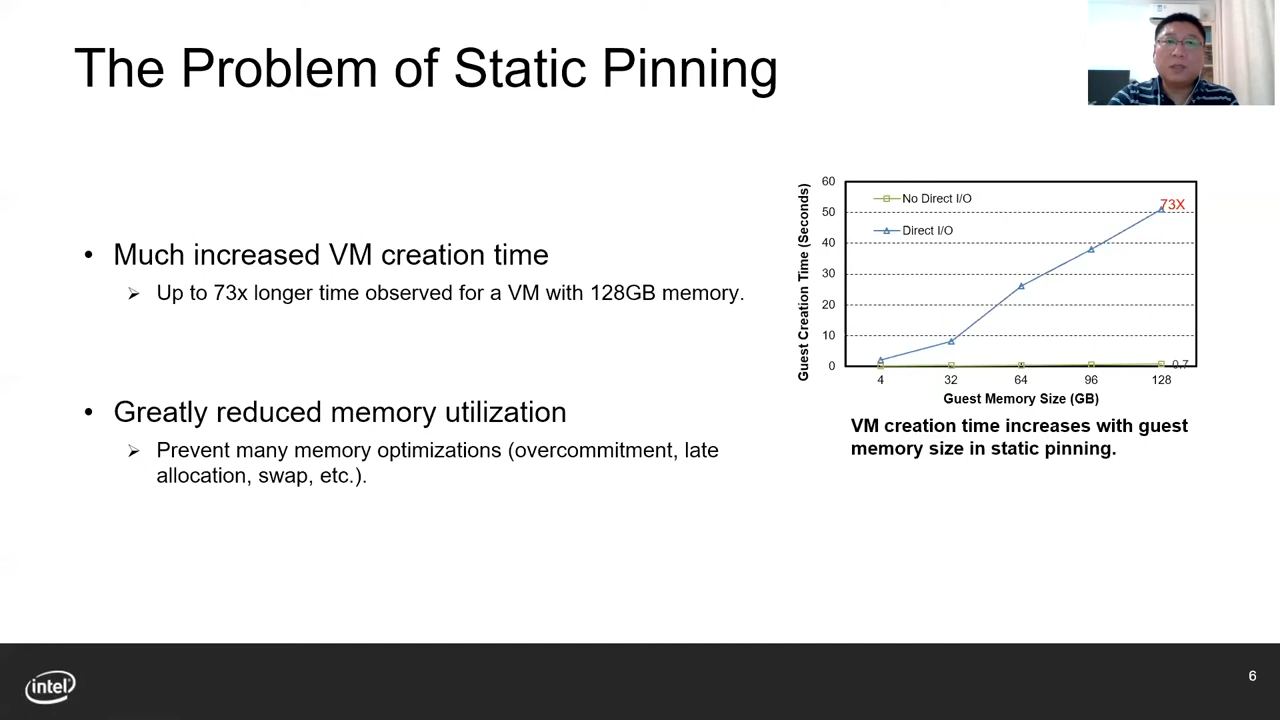 The Problem of Static Pinning
• Much increased VM creation time
➢ Up to 73x longer time observed for a VM with 128GB memory.
• Greatly reduced memory utilization
➢ Prevent many memory optimizations (overcommitment, late
allocation, swap, etc.).
Guest Creation Time (Seconds)
60
50
40
30
20
10
0
No Direct I/O
Direct I/O
73X
0.7
4 32 64 96 128
Guest Memory Size (GB)
VM creation time increases with guest
memory size in static pinning.
intel
6